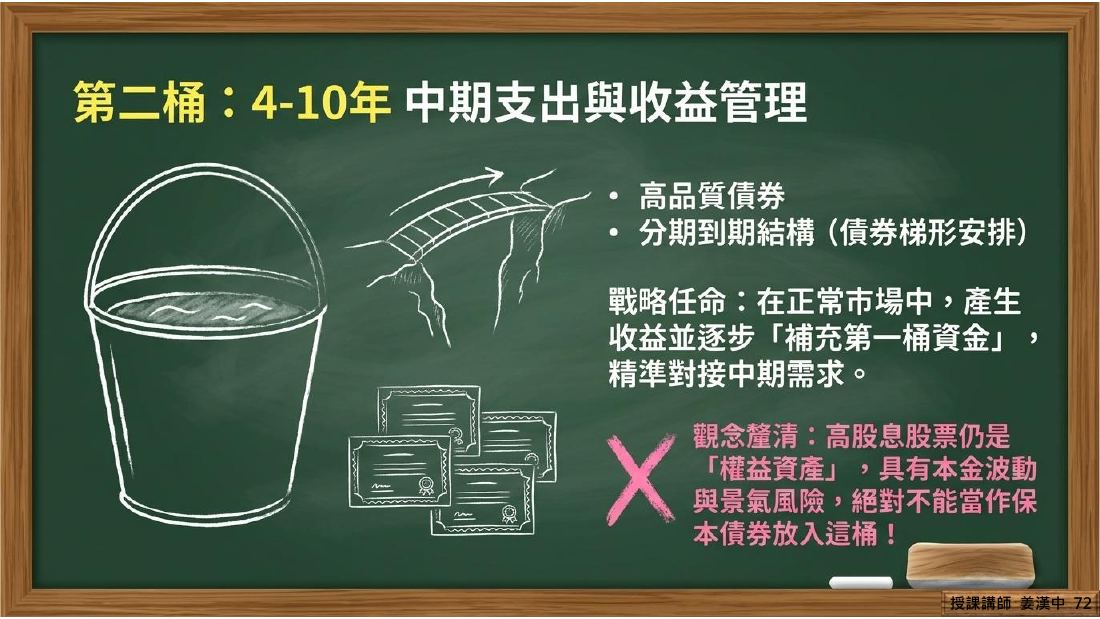 第二桶：4-10年 中期支出與收益管理
• 高品質債券
• 分期到期結構（債券梯形安排）
戰略任命：在正常市場中，產生
收益並逐步「補充第一桶資金」，
精準對接中期需求。
觀念釐清：高股息股票仍是
「權益資產」，具有本金波動
與景氣風險，絕對不能當作保
本債券放入這桶！
授課講師 姜漢中 72